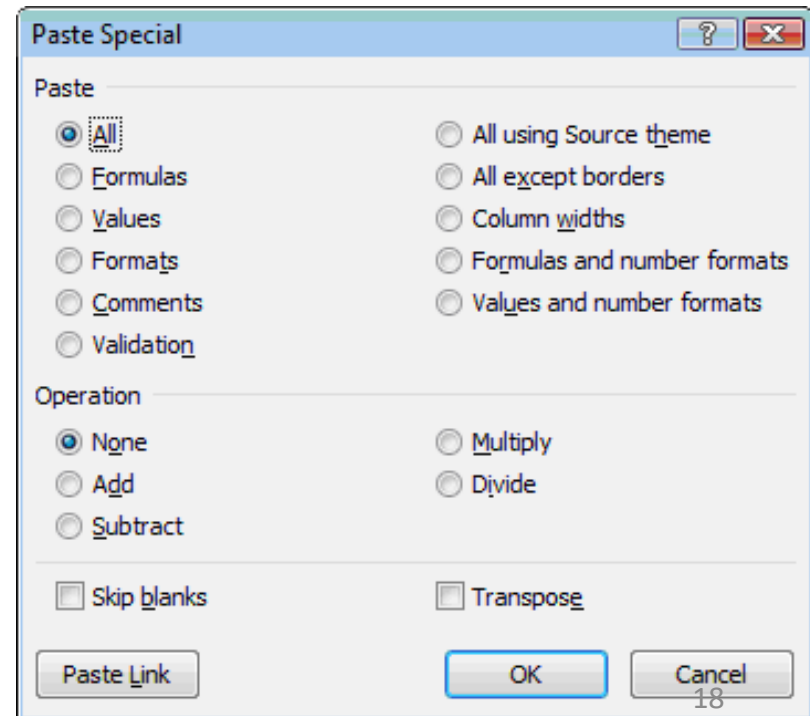 Paste Special
Paste
All
All using Source theme
Formulas
All except borders
Values
Column widths
Formats
Formulas and number formats
Comments
Values and number formats
Validation
Operation
None
Multiply
Add
Divide
Subtract
Skip blanks
Transpose
Paste Link
OK
Cancel
18